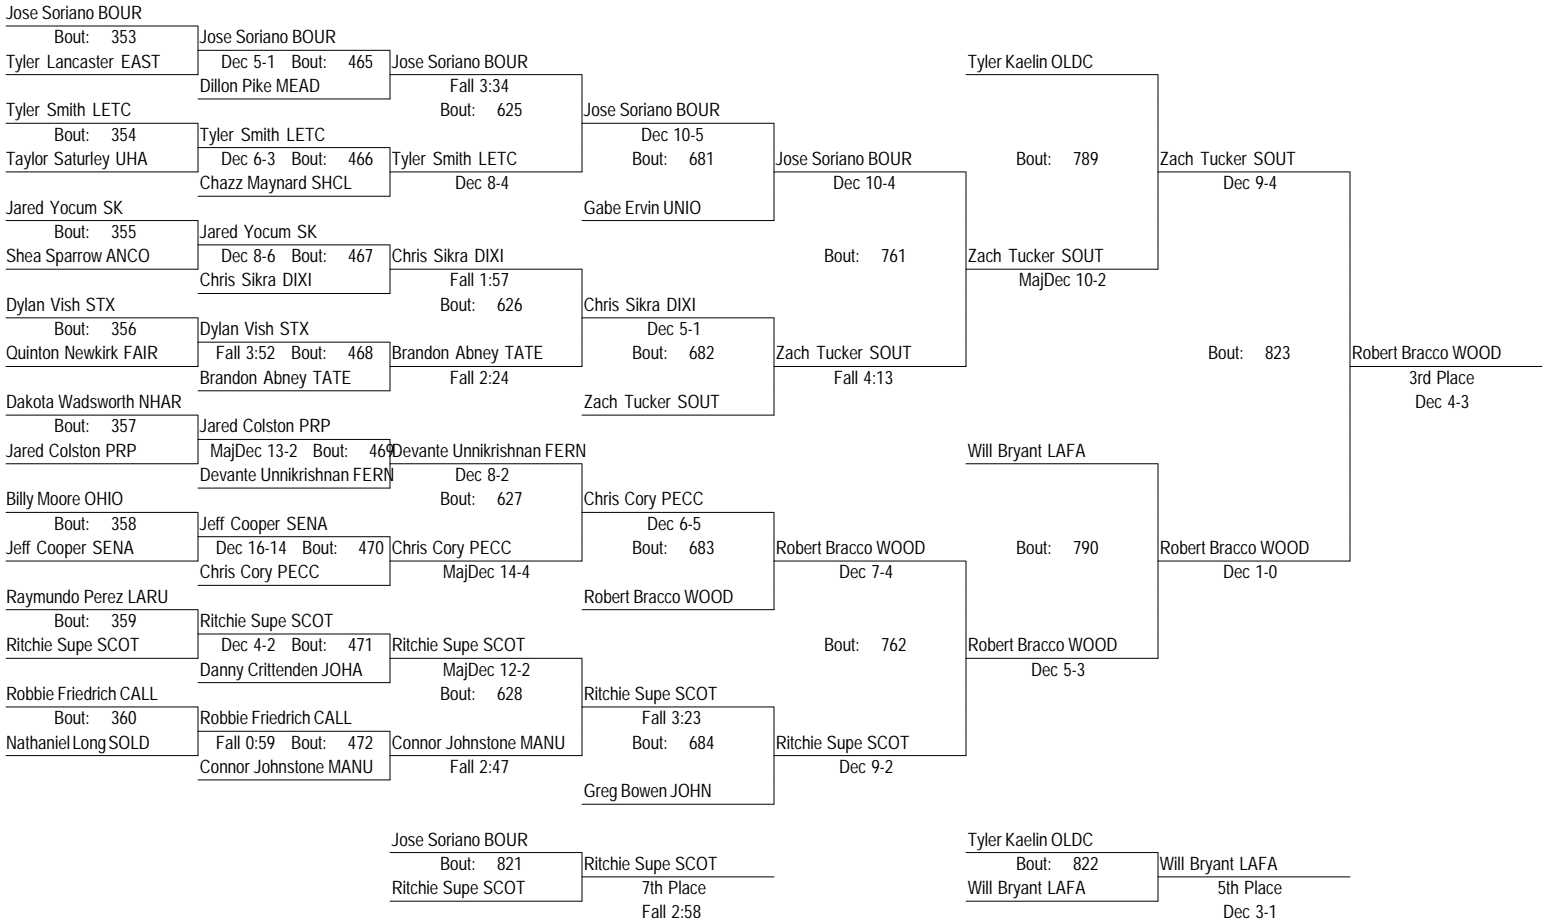 Jose Soriano BOUR
Bout: 353
Jose Soriano BOUR
Tyler Lancaster EAST
Dec 5-1 Bout: 465
Jose Soriano BOUR
Tyler Kaelin OLDC
Dillon Pike MEAD
Fall 3:34
Tyler Smith LETC
Bout: 625
Jose Soriano BOUR
Bout: 354
Tyler Smith LETC
Dec 10-5
Taylor Saturley UHA
Dec 6-3 Bout: 466
Tyler Smith LETC
Bout: 681
Jose Soriano BOUR
Bout: 789
Zach Tucker SOUT
Chazz Maynard SHCL
Dec 8-4
Dec 10-4
Dec 9-4
Jared Yocum SK
Gabe Ervin UNIO
Bout: 355
Jared Yocum SK
Shea Sparrow ANCO
Dec 8-6 Bout: 467
Chris Sikra DIXI
Bout: 761
Zach Tucker SOUT
Chris Sikra DIXI
Fall 1:57
MajDec 10-2
Dylan Vish STX
Bout: 626
Chris Sikra DIXI
Bout: 356
Dylan Vish STX
Dec 5-1
Quinton Newkirk FAIR
Fall 3:52 Bout: 468
Brandon Abney TATE
Bout: 682
Zach Tucker SOUT
Bout: 823
Robert Bracco WOOD
Brandon Abney TATE
Fall 2:24
Fall 4:13
3rd Place
Dakota Wadsworth NHAR
Zach Tucker SOUT
Dec 4-3
Bout: 357
Jared Colston PRP
Jared Colston PRP
MajDec 13-2 Bout: 469
Devante Unnikrishnan FERN
Will Bryant LAFA
Devante Unnikrishnan FERN
Dec 8-2
Billy Moore OHIO
Bout: 627
Chris Cory PECC
Bout: 358
Jeff Cooper SENA
Dec 6-5
Jeff Cooper SENA
Dec 16-14 Bout: 470
Chris Cory PECC
Bout: 683
Robert Bracco WOOD
Bout: 790
Robert Bracco WOOD
Chris Cory PECC
MajDec 14-4
Dec 7-4
Dec 1-0
Raymundo Perez LARU
Robert Bracco WOOD
Bout: 359
Ritchie Supe SCOT
Ritchie Supe SCOT
Dec 4-2 Bout: 471
Ritchie Supe SCOT
Bout: 762
Robert Bracco WOOD
Danny Crittenden JOHA
MajDec 12-2
Dec 5-3
Robbie Friedrich CALL
Bout: 628
Ritchie Supe SCOT
Bout: 360
Robbie Friedrich CALL
Fall 3:23
Nathaniel Long SOLD
Fall 0:59 Bout: 472
Connor Johnstone MANU
Bout: 684
Ritchie Supe SCOT
Connor Johnstone MANU
Fall 2:47
Dec 9-2
Greg Bowen JOHN
Jose Soriano BOUR
Tyler Kaelin OLDC
Bout: 821
Ritchie Supe SCOT
Bout: 822
Will Bryant LAFA
Ritchie Supe SCOT
7th Place
Will Bryant LAFA
5th Place
Fall 2:58
Dec 3-1